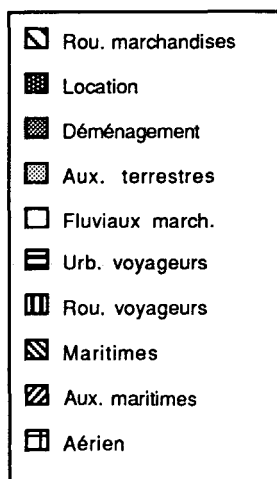 Rou. marchandises
Location
Déménagement
Aux. terrestres
Fluviaux march.
Urb. voyageurs
Rou. voyageurs
Maritimes
Aux. maritimes
Aérien